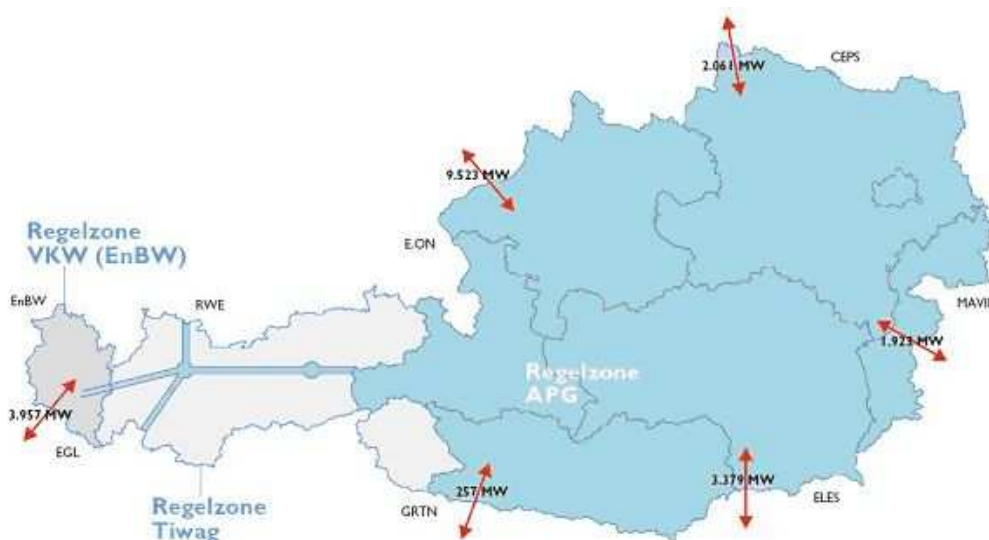 2.061 MW
CEPS
9.523 MW
Regelzone
VKW (EnBW)
E.ON
EnBW
RWE
MAVIR
1.923 MW
Regelzone
APG
3.957 MW
EGL
3.379 MW
257 MW
ELES
GRTN
Regelzone
Tiwag